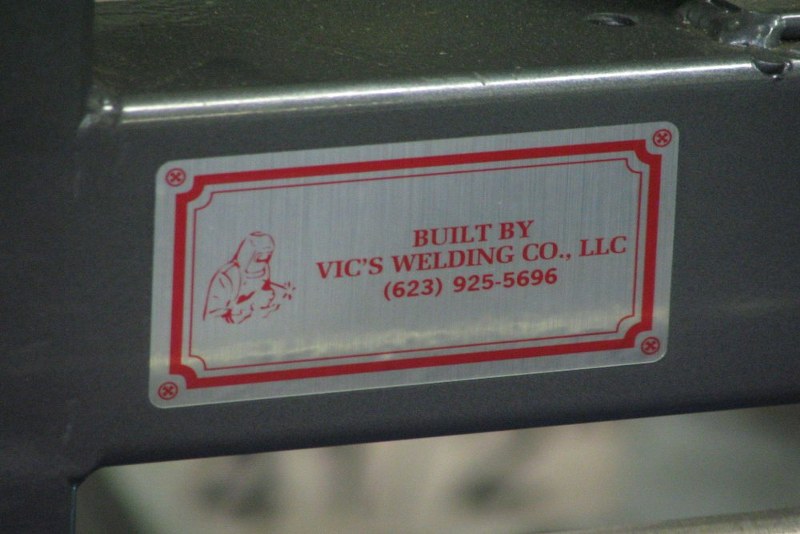 BUILT BY
VIC'S WELDING CO., LLC
(623) 925-5696